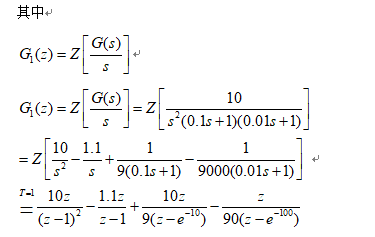 其中
G₁(z) = Z[G(s)/s]
G₁(z) = Z[G(s)/s] = Z[10/(s²(0.1s+1)(0.01s+1))]
= Z[10/s² − 1.1/s + 1/(9(0.1s+1)) − 1/(9000(0.01s+1))]
T=1
= 10z/(z−1)² − 1.1z/(z−1) + 10z/(9(z−e⁻¹⁰)) − z/(90(z−e⁻¹⁰⁰))